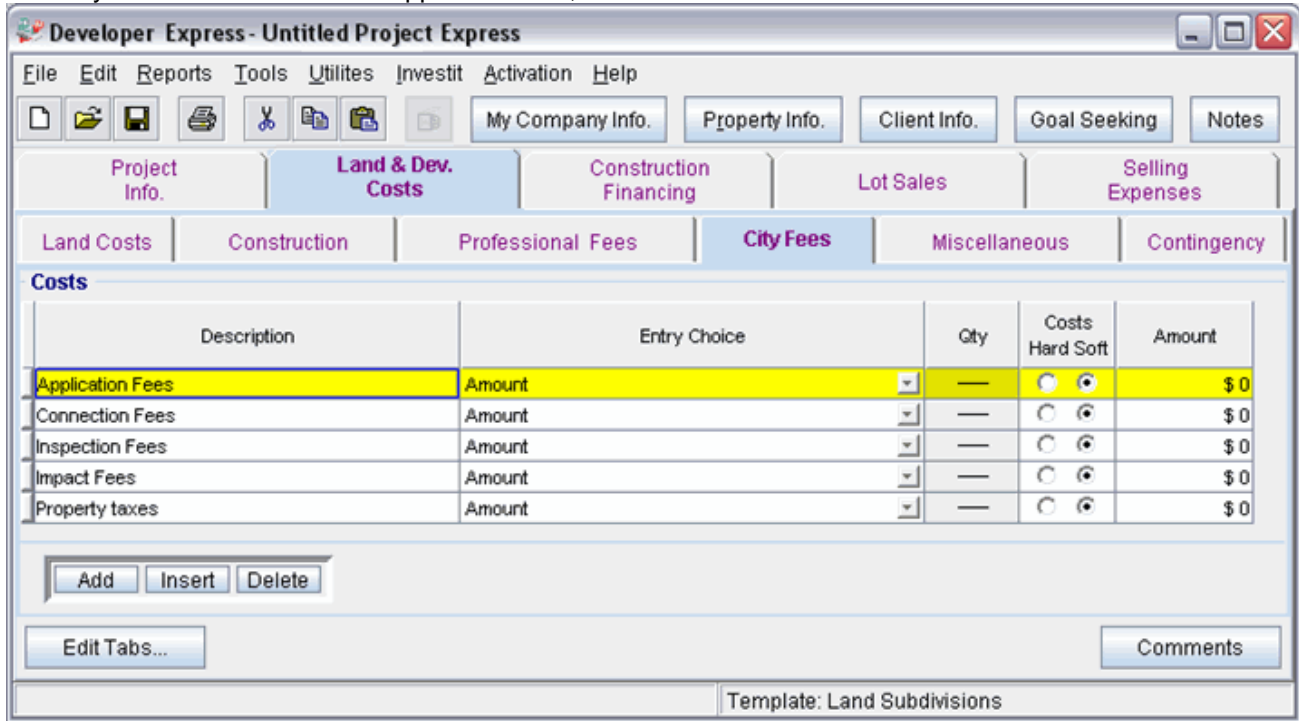 Developer Express - Untitled Project Express
File Edit Reports Tools Utilites Investit Activation Help
My Company Info. Property Info. Client Info. Goal Seeking Notes
Project Info. Land & Dev. Costs Construction Financing Lot Sales Selling Expenses
Land Costs Construction Professional Fees City Fees Miscellaneous Contingency
Costs
Description Entry Choice Qty Costs Hard Soft Amount
Application Fees Amount — $ 0
Connection Fees Amount — $ 0
Inspection Fees Amount — $ 0
Impact Fees Amount — $ 0
Property taxes Amount — $ 0
Add Insert Delete
Edit Tabs... Comments
Template: Land Subdivisions